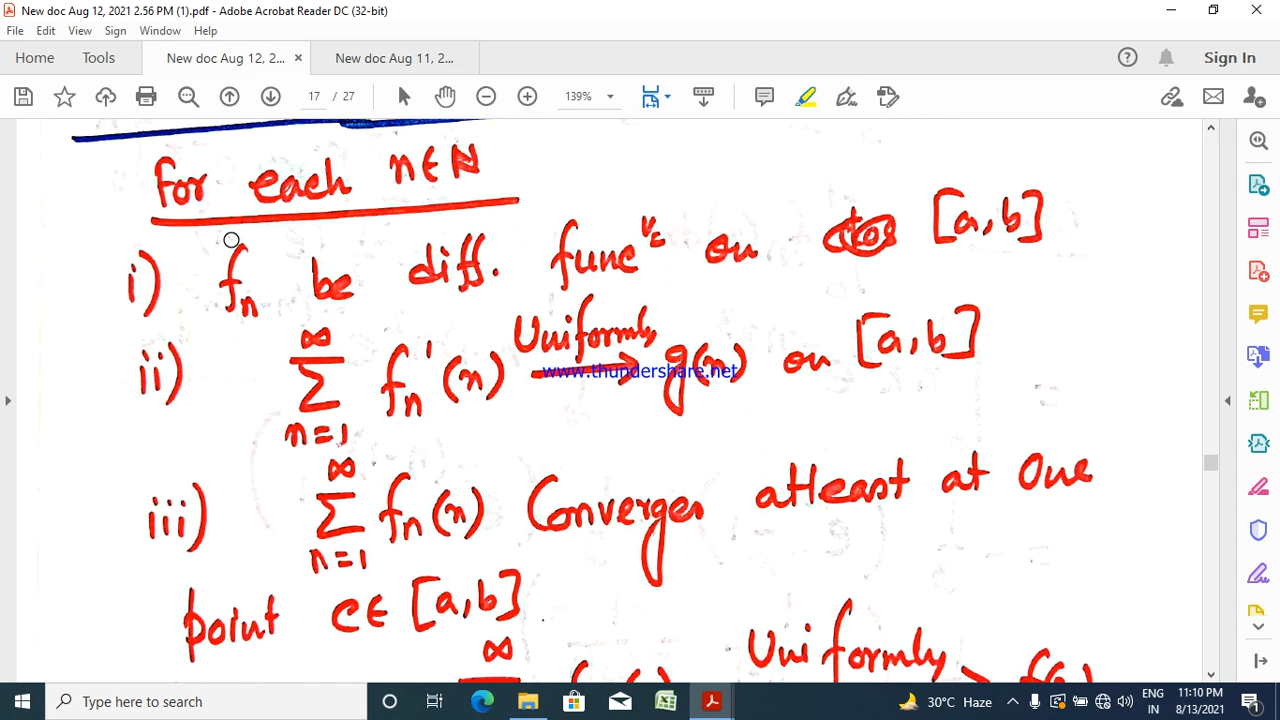 New doc Aug 12, 2021 2.56 PM (1).pdf - Adobe Acrobat Reader DC (32-bit)
File Edit View Sign Window Help
Home Tools New doc Aug 12, 2... × New doc Aug 11, 2... Sign In
17 / 27 139%
for each n∈N
i) fn be diff. funcⁿ on [a,b]
ii) ∞∑n=1 fn'(x) Uniformly → g(x) on [a,b]
www.thundershare.net
iii) ∞∑n=1 fn(x) Converges atleast at One
point c∈ [a,b]
∞ Uniformly
Type here to search 30°C Haze ENG IN 11:10 PM 8/13/2021